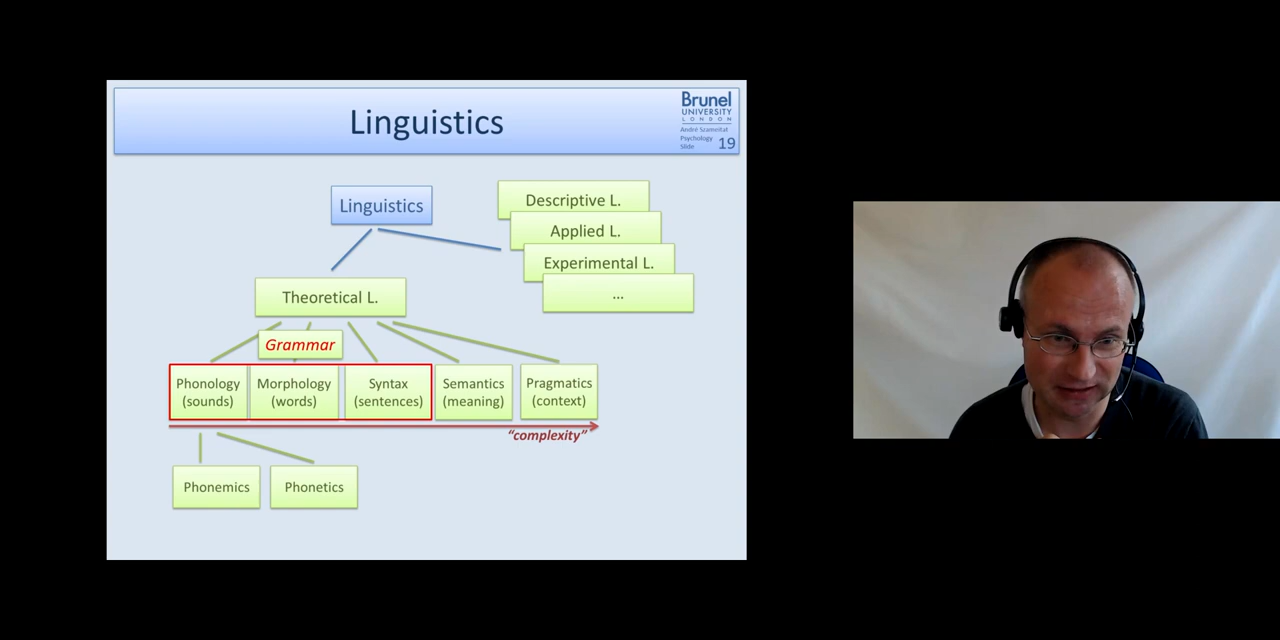 Linguistics
Brunel
UNIVERSITY
LONDON
André Szameitat
Psychology
Slide 19
Linguistics
Descriptive L.
Applied L.
Experimental L.
...
Theoretical L.
Grammar
Phonology
(sounds)
Morphology
(words)
Syntax
(sentences)
Semantics
(meaning)
Pragmatics
(context)
“complexity”
Phonemics
Phonetics